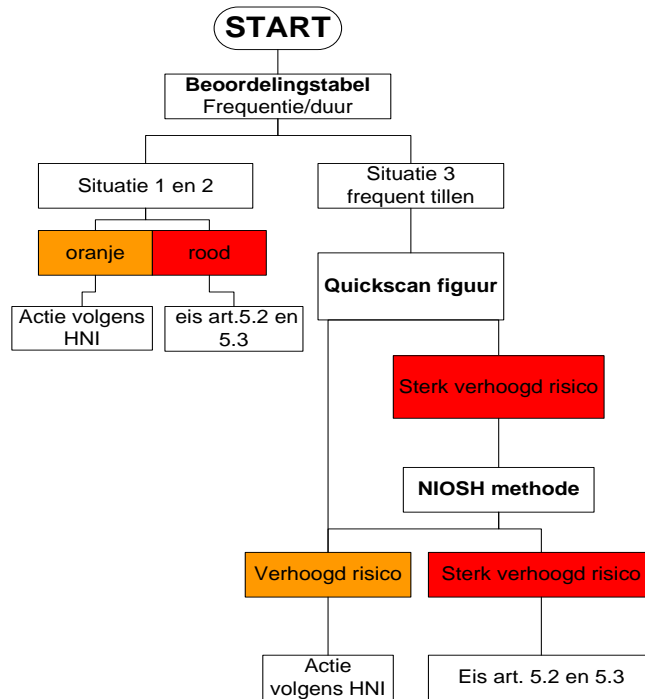 START
Beoordelingstabel
Frequentie/duur
Situatie 1 en 2
Situatie 3
frequent tillen
oranje
rood
Quickscan figuur
Actie volgens
HNI
eis art.5.2 en
5.3
Sterk verhoogd risico
NIOSH methode
Verhoogd risico
Sterk verhoogd risico
Actie
volgens HNI
Eis art. 5.2 en 5.3